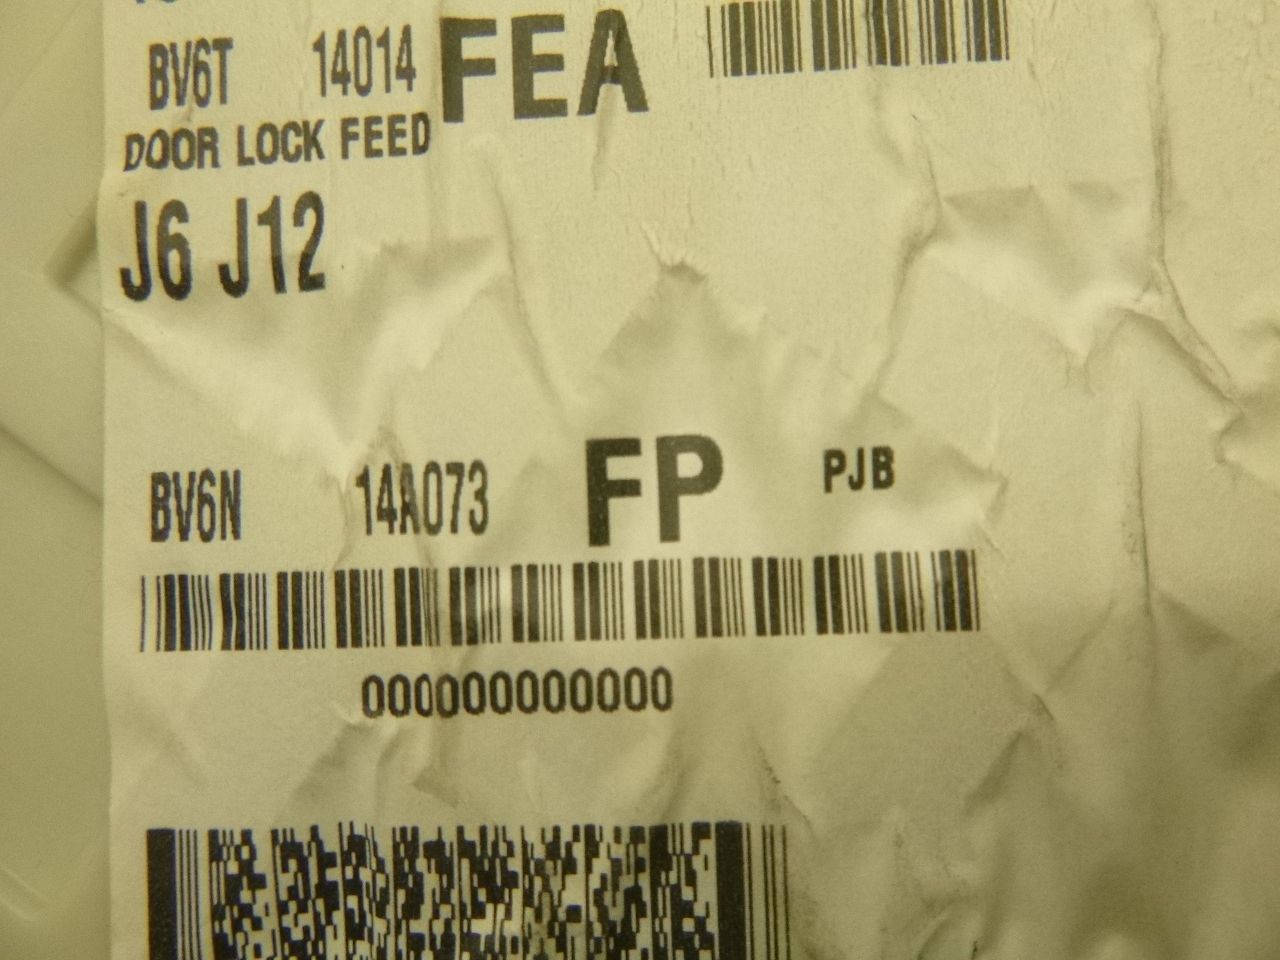 BV6T 14014 FEA
DOOR LOCK FEED
J6 J12
BV6N 14A073 FP PJB
000000000000